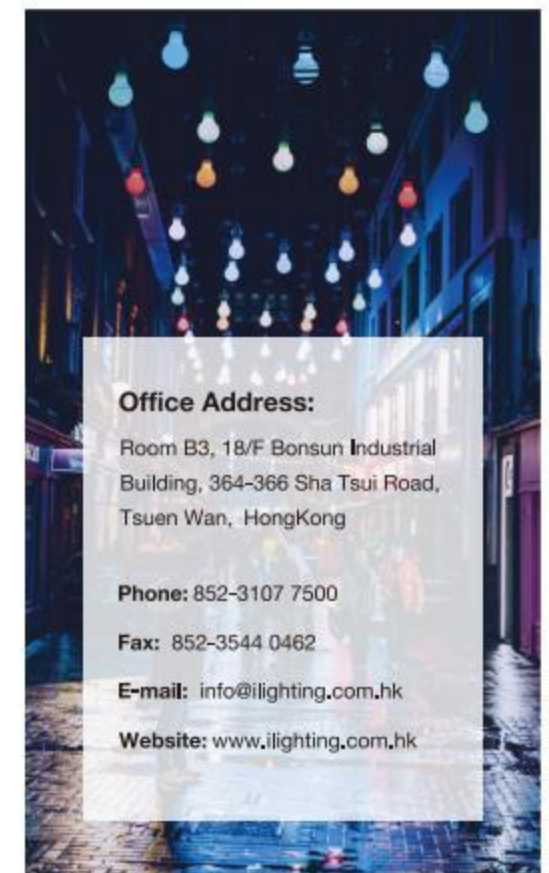 Office Address:
Room B3, 18/F Bonsun Industrial
Building, 364-366 Sha Tsui Road,
Tsuen Wan, HongKong
Phone: 852-3107 7500
Fax: 852-3544 0462
E-mail: info@ilighting.com.hk
Website: www.ilighting.com.hk